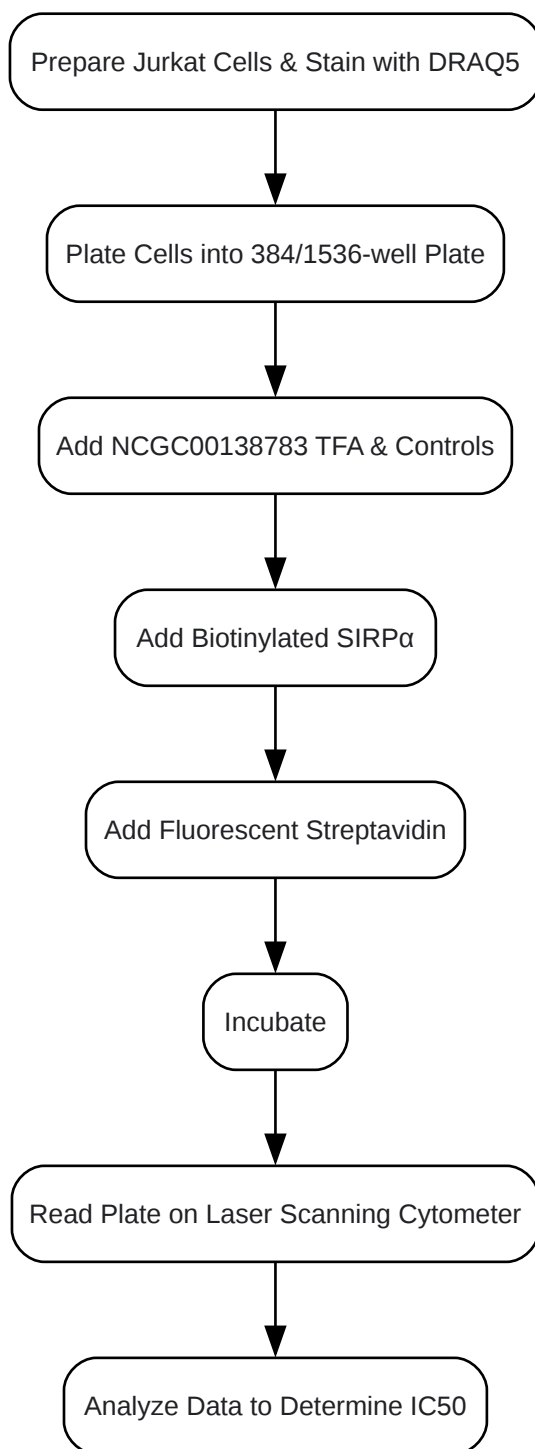 Prepare Jurkat Cells & Stain with DRAQ5
Plate Cells into 384/1536-well Plate
Add NCGC00138783 TFA & Controls
Add Biotinylated SIRPα
Add Fluorescent Streptavidin
Incubate
Read Plate on Laser Scanning Cytometer
Analyze Data to Determine IC50